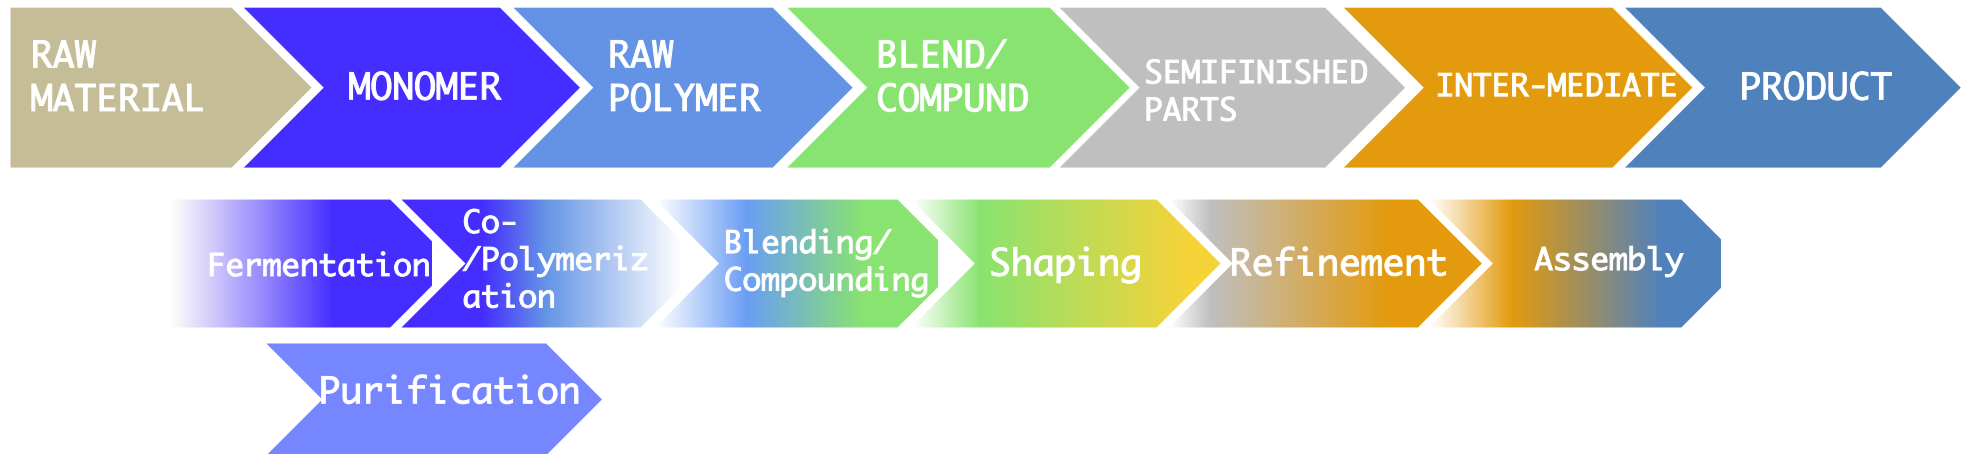 RAW
MATERIAL
MONOMER
RAW
POLYMER
BLEND/
COMPUND
SEMIFINISHED
PARTS
INTER-MEDIATE
PRODUCT
Fermentation
Co-
/Polymeriz
ation
Blending/
Compounding
Shaping
Refinement
Assembly
Purification